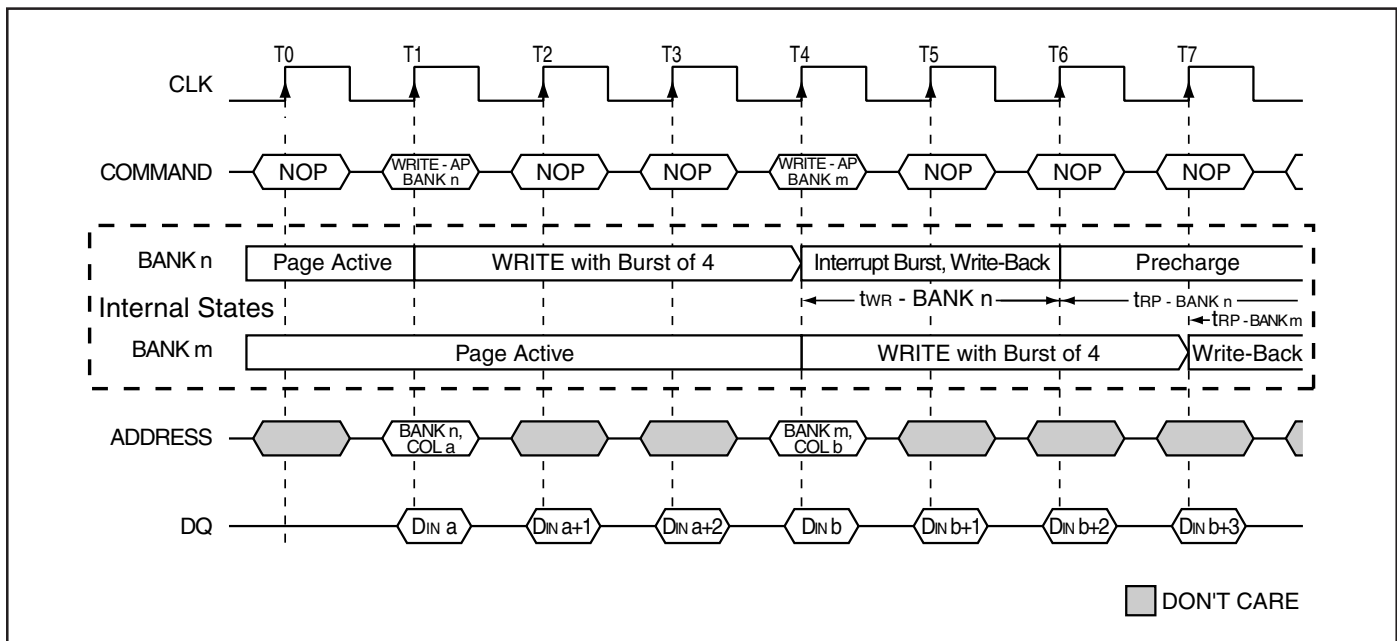 T0 T1 T2 T3 T4 T5 T6 T7
CLK
COMMAND NOP WRITE - AP BANK n NOP NOP WRITE - AP BANK m NOP NOP NOP
BANK n Page Active WRITE with Burst of 4 Interrupt Burst, Write-Back Precharge
Internal States tWR - BANK n tRP - BANK n
tRP - BANK m
BANK m Page Active WRITE with Burst of 4 Write-Back
ADDRESS BANK n, COL a BANK m, COL b
DQ DIN a DIN a+1 DIN a+2 DIN b DIN b+1 DIN b+2 DIN b+3
DON'T CARE